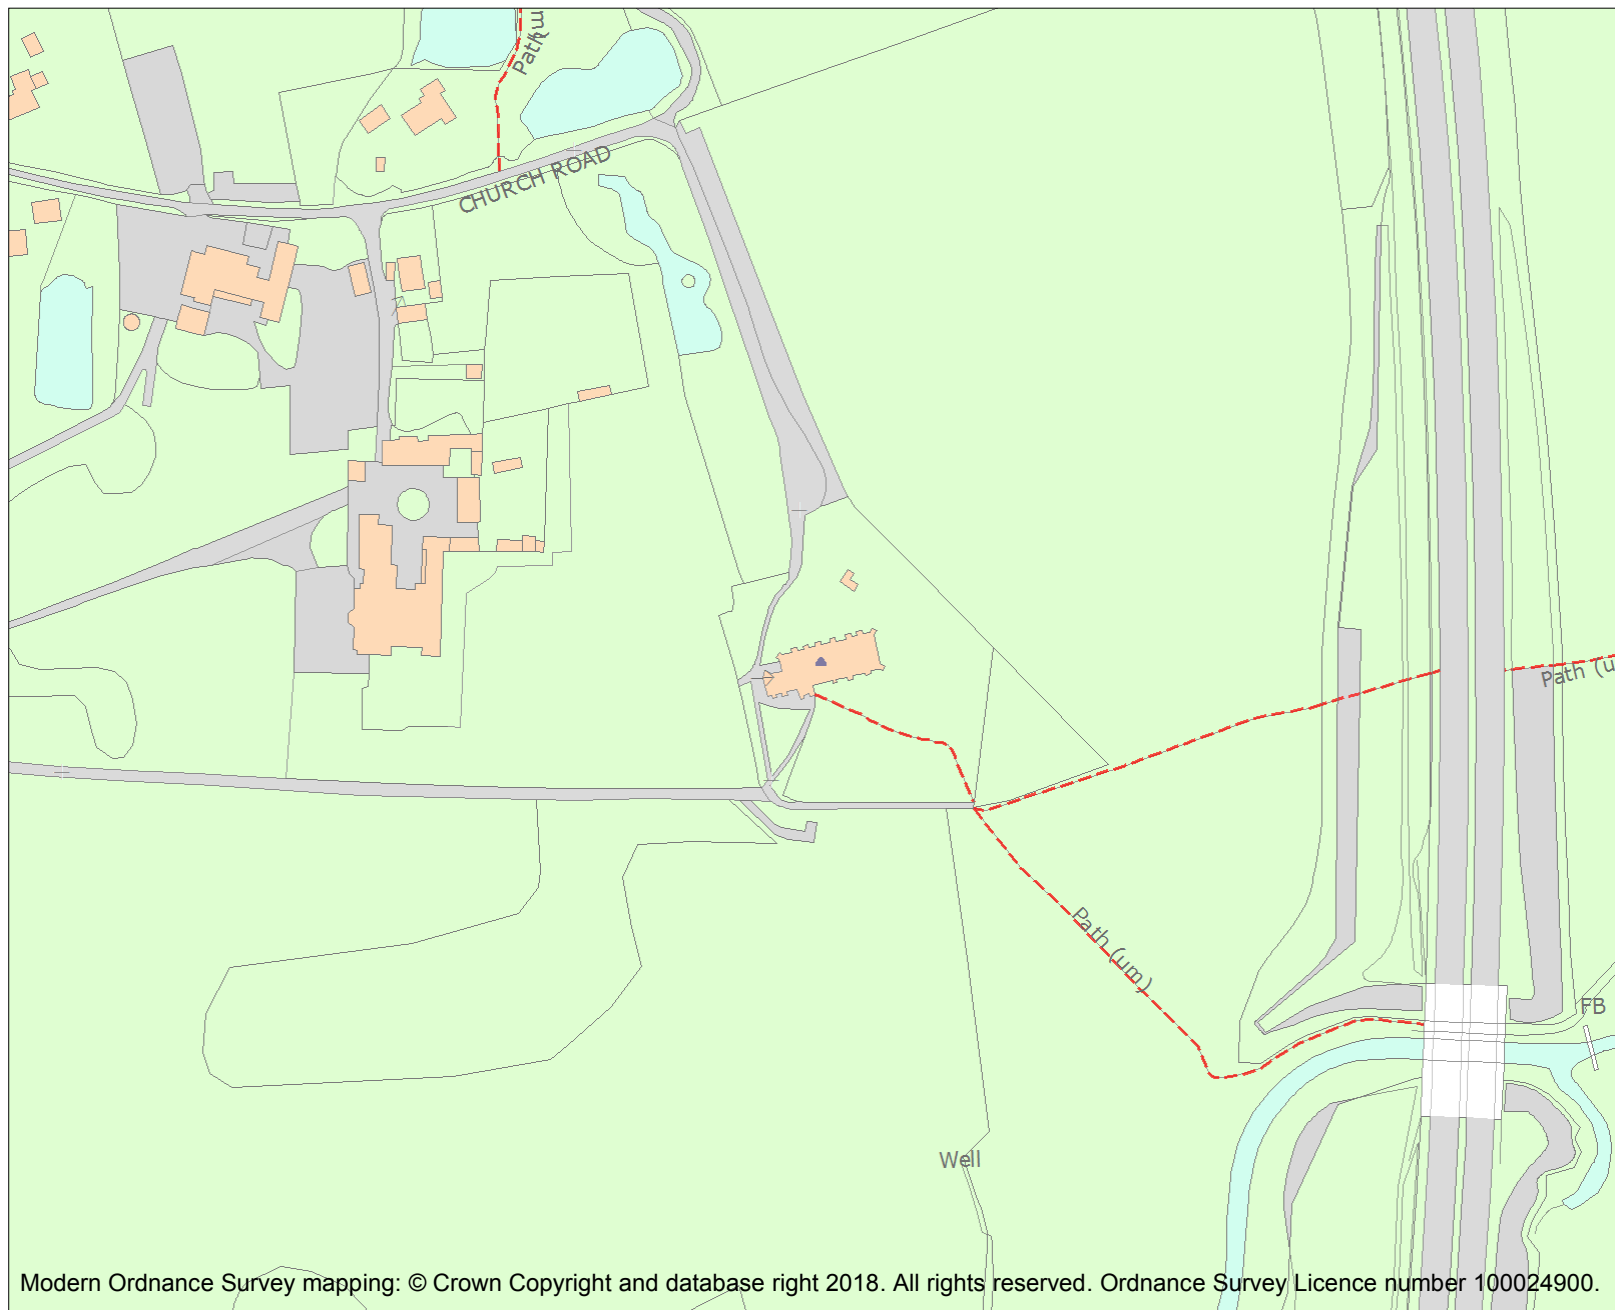 Path (um
CHURCH ROAD
Path (u
Path (um)
FB
Well
Modern Ordnance Survey mapping: © Crown Copyright and database right 2018. All rights reserved. Ordnance Survey Licence number 100024900.